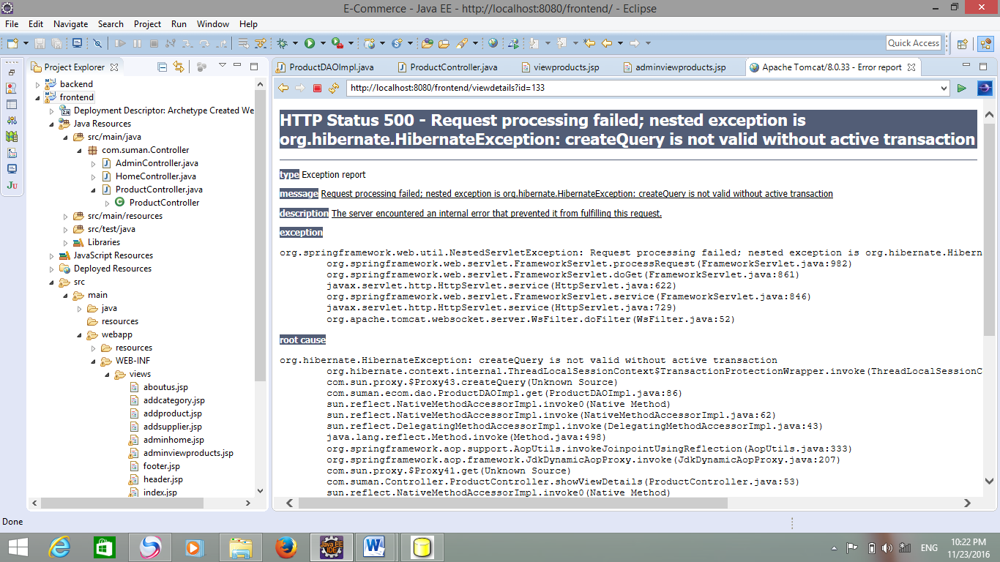 E-Commerce - Java EE - http://localhost:8080/frontend/ - Eclipse
File Edit Navigate Search Project Run Window Help
Quick Access
Project Explorer
backend
frontend
Deployment Descriptor: Archetype Created We
Java Resources
src/main/java
com.suman.Controller
AdminController.java
HomeController.java
ProductController.java
ProductController
src/main/resources
src/test/java
Libraries
JavaScript Resources
Deployed Resources
src
main
java
resources
webapp
resources
WEB-INF
views
aboutus.jsp
addcategory.jsp
addproduct.jsp
addsupplier.jsp
adminhome.jsp
adminviewproducts.jsp
footer.jsp
header.jsp
index.jsp
ProductDAOImpl.java ProductController.java viewproducts.jsp adminviewproducts.jsp Apache Tomcat/8.0.33 - Error report
http://localhost:8080/frontend/viewdetails?id=133
HTTP Status 500 - Request processing failed; nested exception is
org.hibernate.HibernateException: createQuery is not valid without active transaction
type Exception report
message Request processing failed; nested exception is org.hibernate.HibernateException: createQuery is not valid without active transaction
description The server encountered an internal error that prevented it from fulfilling this request.
exception
org.springframework.web.util.NestedServletException: Request processing failed; nested exception is org.hibernate.Hibern
org.springframework.web.servlet.FrameworkServlet.processRequest(FrameworkServlet.java:982)
org.springframework.web.servlet.FrameworkServlet.doGet(FrameworkServlet.java:861)
javax.servlet.http.HttpServlet.service(HttpServlet.java:622)
org.springframework.web.servlet.FrameworkServlet.service(FrameworkServlet.java:846)
javax.servlet.http.HttpServlet.service(HttpServlet.java:729)
org.apache.tomcat.websocket.server.WsFilter.doFilter(WsFilter.java:52)
root cause
org.hibernate.HibernateException: createQuery is not valid without active transaction
org.hibernate.context.internal.ThreadLocalSessionContext$TransactionProtectionWrapper.invoke(ThreadLocalSessionC
com.sun.proxy.$Proxy43.createQuery(Unknown Source)
com.suman.ecom.dao.ProductDAOImpl.get(ProductDAOImpl.java:86)
sun.reflect.NativeMethodAccessorImpl.invoke0(Native Method)
sun.reflect.NativeMethodAccessorImpl.invoke(NativeMethodAccessorImpl.java:62)
sun.reflect.DelegatingMethodAccessorImpl.invoke(DelegatingMethodAccessorImpl.java:43)
java.lang.reflect.Method.invoke(Method.java:498)
org.springframework.aop.support.AopUtils.invokeJoinpointUsingReflection(AopUtils.java:333)
org.springframework.aop.framework.JdkDynamicAopProxy.invoke(JdkDynamicAopProxy.java:207)
com.sun.proxy.$Proxy41.get(Unknown Source)
com.suman.Controller.ProductController.showViewDetails(ProductController.java:53)
sun.reflect.NativeMethodAccessorImpl.invoke0(Native Method)
Done
Java EE
IDE
ENG
10:22 PM
11/23/2016